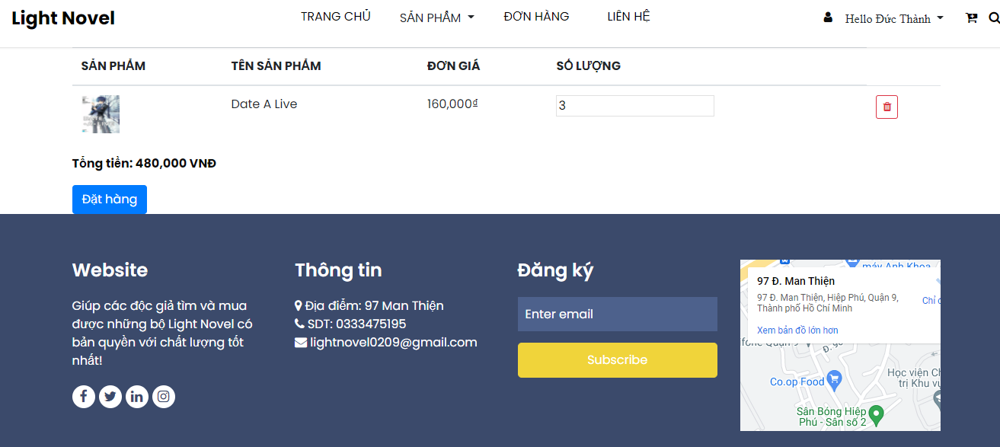 Light Novel
TRANG CHỦ
SẢN PHẨM
ĐƠN HÀNG
LIÊN HỆ
Hello Đức Thành
SẢN PHẨM
TÊN SẢN PHẨM
ĐƠN GIÁ
SỐ LƯỢNG
Date A Live
160,000₫
3
Tổng tiền: 480,000 VNĐ
Đặt hàng
Website
Giúp các độc giả tìm và mua
được những bộ Light Novel có
bản quyền với chất lượng tốt
nhất!
Thông tin
Địa điểm: 97 Man Thiện
SDT: 0333475195
lightnovel0209@gmail.com
Đăng ký
Enter email
Subscribe
máy Anh Khoa
97 Đ. Man Thiện
97 Đ. Man Thiện, Hiệp Phú, Quận 9,
Thành phố Hồ Chí Minh
Chỉ
Xem bản đồ lớn hơn
Co.op Food
Học viện
trị Khu
Sân Bóng Hiệp
Phú - Sân số 2